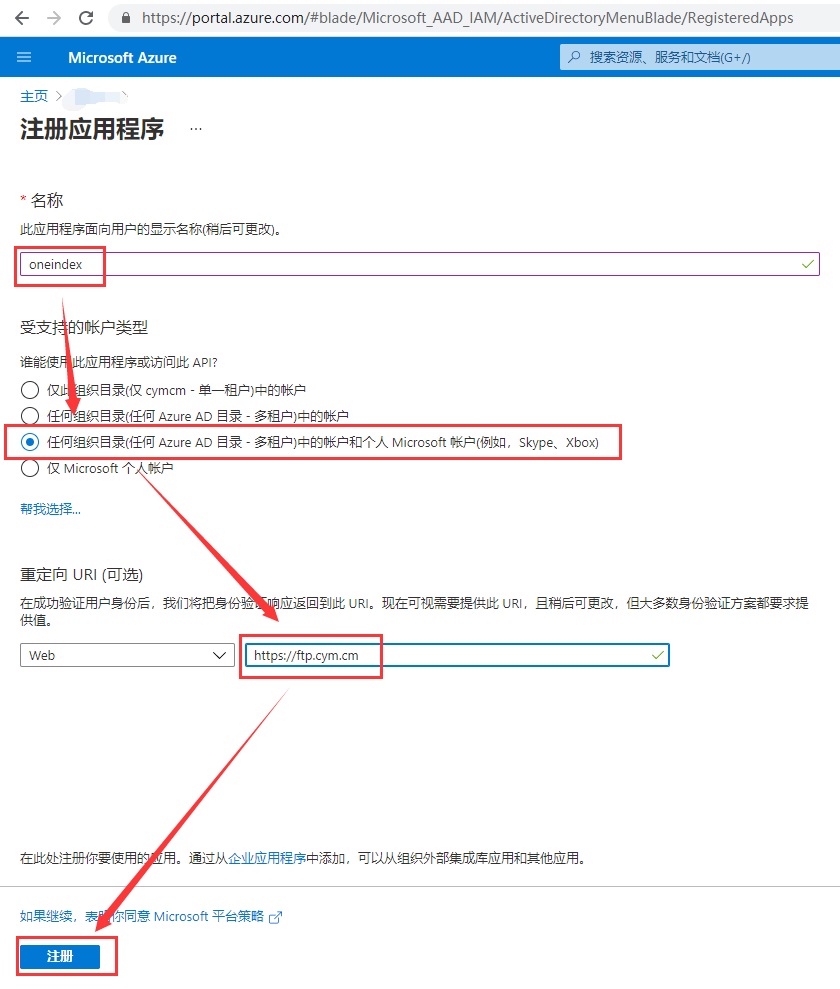 https://portal.azure.com/#blade/Microsoft_AAD_IAM/ActiveDirectoryMenuBlade/RegisteredApps
Microsoft Azure
搜索资源、服务和文档(G+/)
主页 >
注册应用程序 ...
* 名称
此应用程序面向用户的显示名称(稍后可更改)。
oneindex
受支持的帐户类型
谁能使用此应用程序或访问此 API?
仅此组织目录(仅 cymcm - 单一租户)中的帐户
任何组织目录(任何 Azure AD 目录 - 多租户)中的帐户
任何组织目录(任何 Azure AD 目录 - 多租户)中的帐户和个人 Microsoft 帐户(例如，Skype、Xbox)
仅 Microsoft 个人帐户
帮我选择...
重定向 URI (可选)
在成功验证用户身份后，我们将把身份验证响应返回到此 URI。现在可视需要提供此 URI，且稍后可更改，但大多数身份验证方案都要求提
供值。
Web
https://ftp.cym.cm
在此处注册你要使用的应用。通过从企业应用程序中添加，可以从组织外部集成库应用和其他应用。
如果继续，表明你同意 Microsoft 平台策略
注册